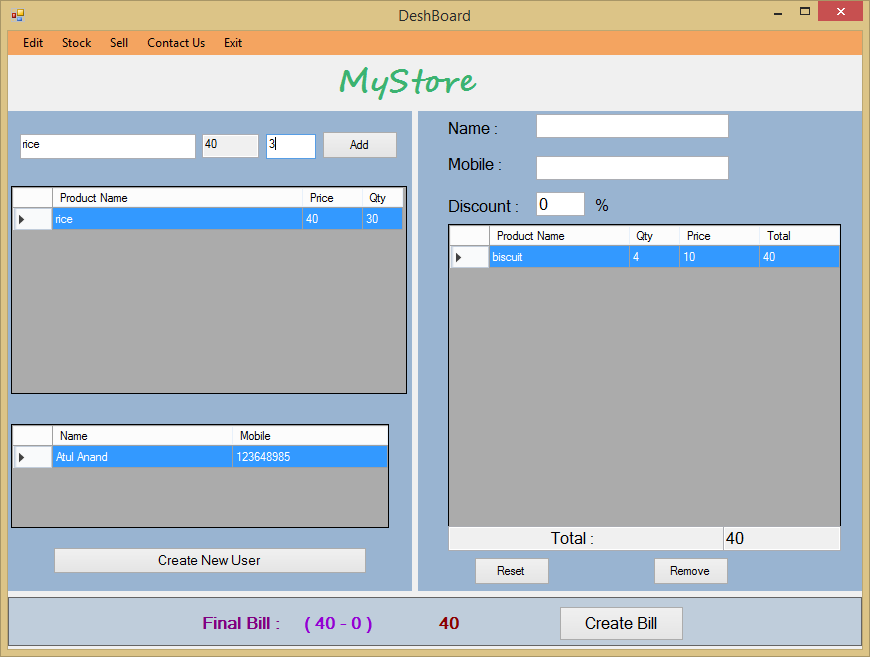 DeshBoard
Edit Stock Sell Contact Us Exit
MyStore
rice 40 3 Add
Product Name Price Qty
rice 40 30
Name Mobile
Atul Anand 123648985
Create New User
Name :
Mobile :
Discount : 0 %
Product Name Qty Price Total
biscuit 4 10 40
Total : 40
Reset Remove
Final Bill : ( 40 - 0 ) 40 Create Bill